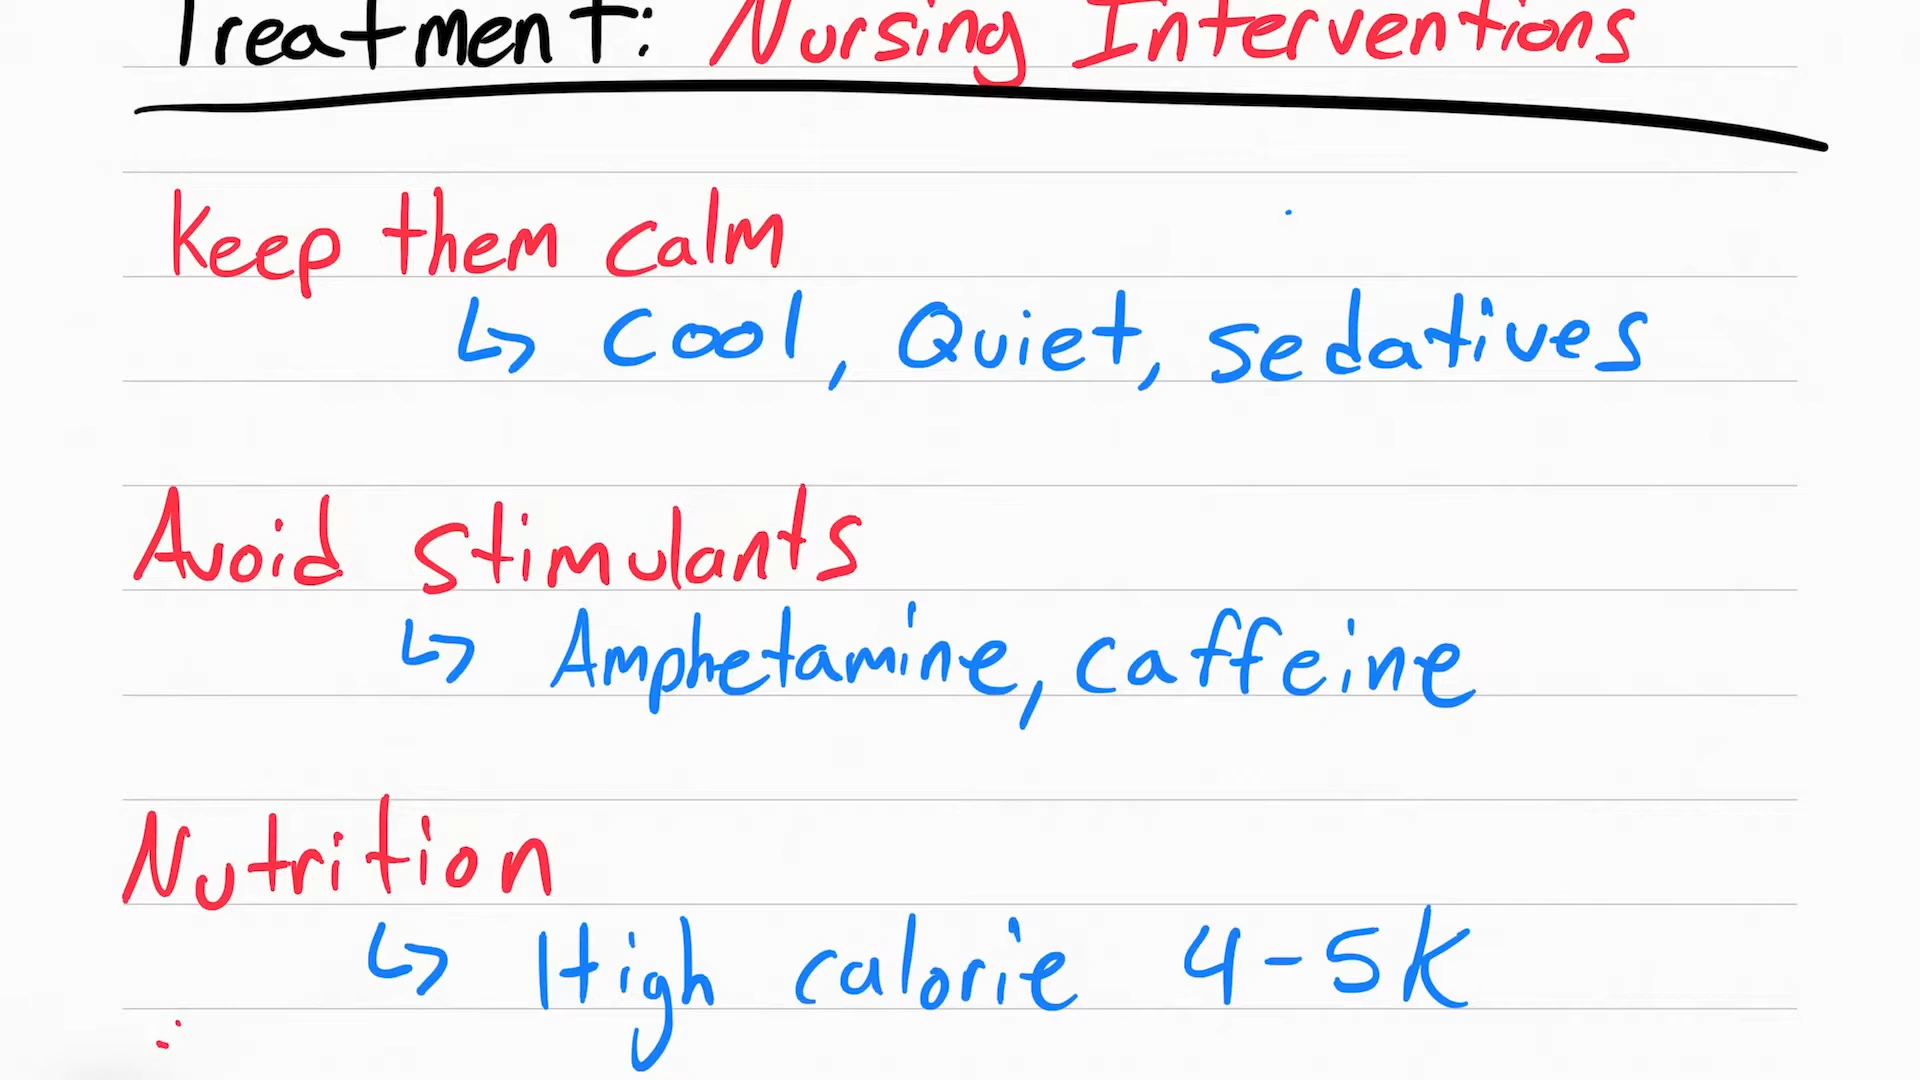 Treatment: Nursing Interventions
Keep them calm
↳ Cool, Quiet, sedatives
Avoid stimulants
↳ Amphetamine, caffeine
Nutrition
↳ High calorie 4-5k